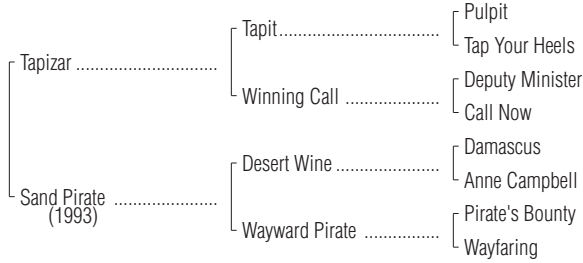 Pulpit
Tapit
Tap Your Heels
Tapizar
Deputy Minister
Winning Call
Call Now
Damascus
Desert Wine
Anne Campbell
Sand Pirate
(1993)
Pirate's Bounty
Wayward Pirate
Wayfaring